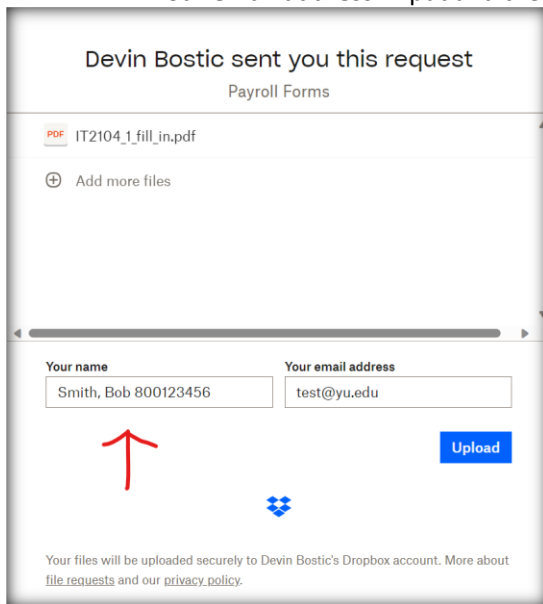 Devin Bostic sent you this request
Payroll Forms
PDF IT2104_1_fill_in.pdf
Add more files
Your name Your email address
Smith, Bob 800123456 test@yu.edu
Upload
Your files will be uploaded securely to Devin Bostic's Dropbox account. More about
file requests and our privacy policy.